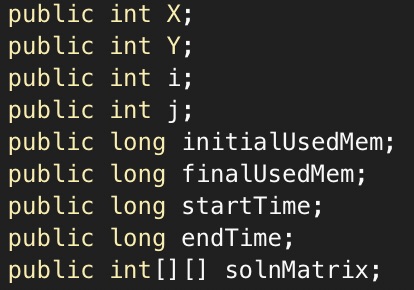 public int X;
public int Y;
public int i;
public int j;
public long initialUsedMem;
public long finalUsedMem;
public long startTime;
public long endTime;
public int[][] solnMatrix;